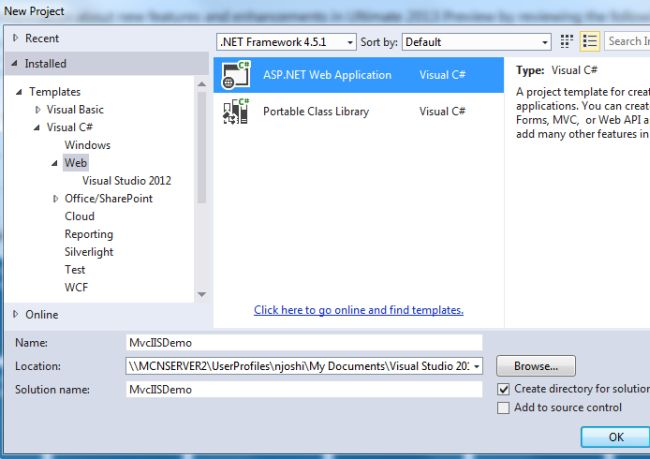 New Project
about new features and enhancements in Ultimate 2013 Preview by reviewing the following
Recent
.NET Framework 4.5.1
Sort by: Default
Search In
Installed
Templates
Visual Basic
Visual C#
Windows
Web
Visual Studio 2012
Office/SharePoint
Cloud
Reporting
Silverlight
Test
WCF
Online
C#
ASP.NET Web Application Visual C#
C#
Portable Class Library Visual C#
Click here to go online and find templates.
Type: Visual C#
A project template for crea
applications. You can create
Forms, MVC, or Web API a
add many other features in
Name: MvcIISDemo
Location: \\MCNSERVER2\UserProfiles\njoshi\My Documents\Visual Studio 201
Browse...
Solution name: MvcIISDemo
Create directory for solution
Add to source control
OK